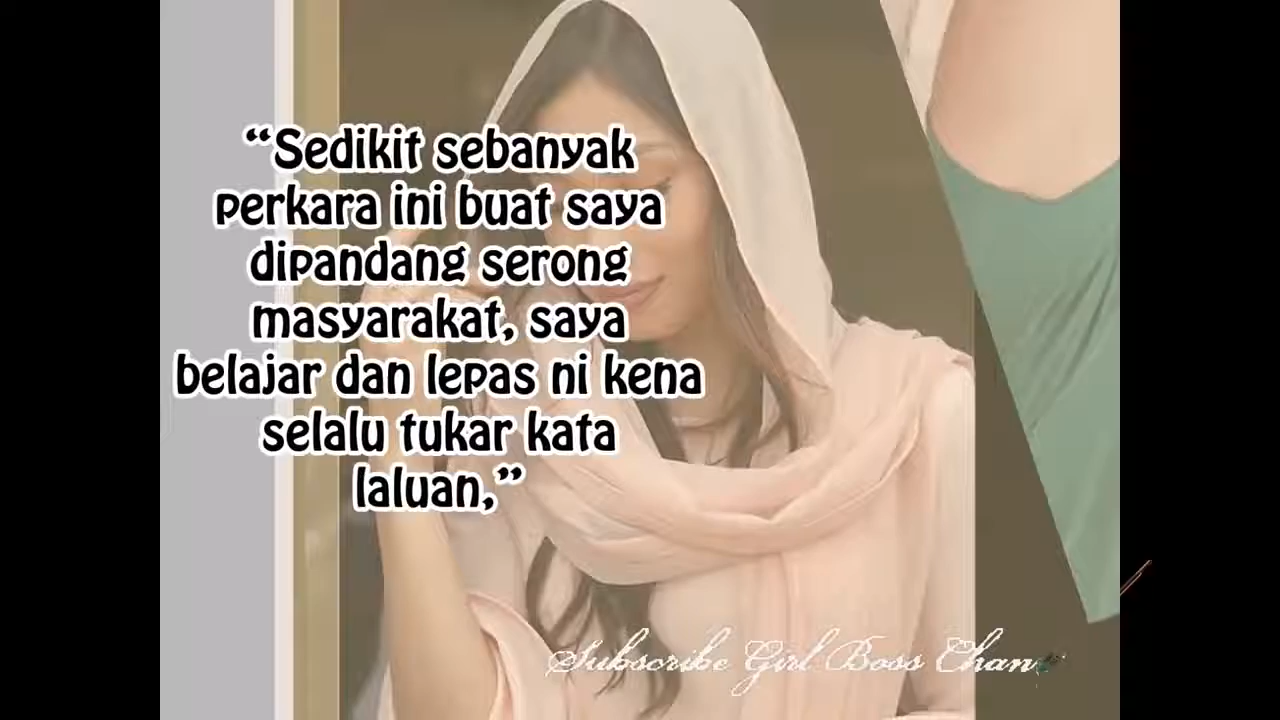 “Sedikit sebanyak
perkara ini buat saya
dipandang serong
masyarakat, saya
belajar dan lepas ni kena
selalu tukar kata
laluan,”
Subscribe Girl Boss Chan